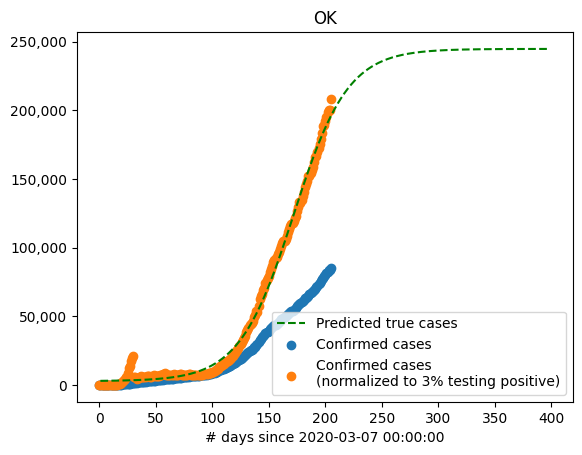 OK
250,000
200,000
150,000
100,000
50,000
0
Predicted true cases
Confirmed cases
Confirmed cases
(normalized to 3% testing positive)
0 50 100 150 200 250 300 350 400
# days since 2020-03-07 00:00:00